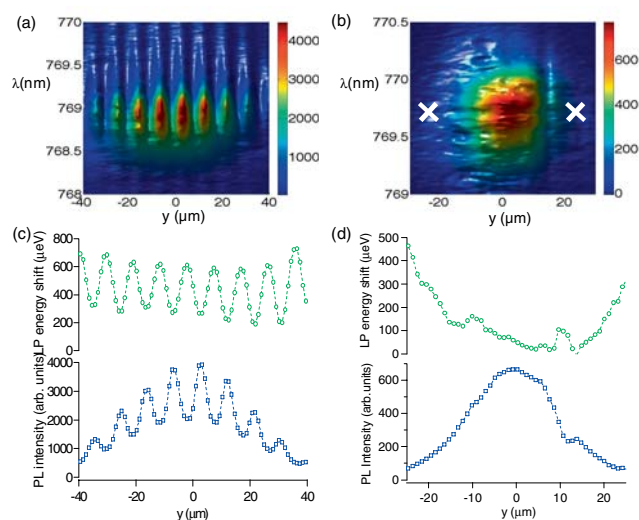 (a)
770
769.5
λ(nm)
769
768.5
768
-40 -20 0 20 40
y (µm)
4000
3000
2000
1000
(b)
770.5
770
λ(nm)
769.5
769
-20 0 20
y (µm)
600
400
200
0
(c)
LP energy shift (µeV)
800
600
400
200
0
PL intensity (arb. units)
4000
3000
2000
1000
0
-40 -20 0 20 40
y (µm)
(d)
LP energy shift (µeV)
500
400
300
200
100
0
PL Intensity (arb.units)
600
400
200
0
-20 -10 0 10 20
y (µm)